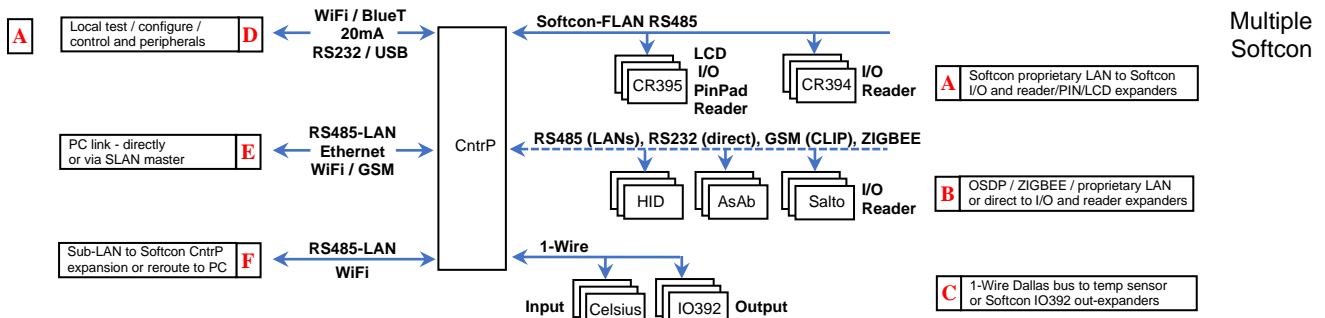 A
Local test / configure /
control and peripherals
D
WiFi / BlueT
20mA
RS232 / USB
Softcon-FLAN RS485
CR395
LCD
I/O
PinPad
Reader
CR394
I/O
Reader
Multiple
Softcon
A
Softcon proprietary LAN to Softcon
I/O and reader/PIN/LCD expanders
PC link - directly
or via SLAN master
E
RS485-LAN
Ethernet
WiFi / GSM
CntrP
RS485 (LANs), RS232 (direct), GSM (CLIP), ZIGBEE
HID
AsAb
Salto
I/O
Reader
B
OSDP / ZIGBEE / proprietary LAN
or direct to I/O and reader expanders
Sub-LAN to Softcon CntrP
expansion or reroute to PC
F
RS485-LAN
WiFi
1-Wire
Input
Celsius
IO392
Output
C
1-Wire Dallas bus to temp sensor
or Softcon IO392 out-expanders